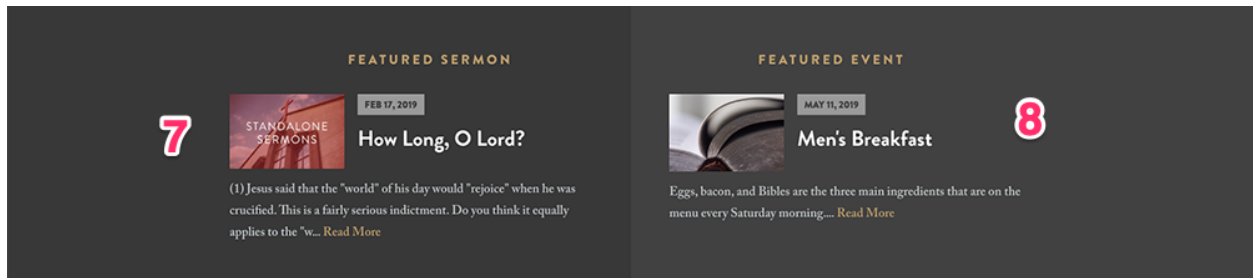 7
FEATURED SERMON
STANDALONE
SERMONS
FEB 17, 2019
How Long, O Lord?
(1) Jesus said that the "world" of his day would "rejoice" when he was
crucified. This is a fairly serious indictment. Do you think it equally
applies to the "w... Read More
FEATURED EVENT
MAY 11, 2019
Men's Breakfast
8
Eggs, bacon, and Bibles are the three main ingredients that are on the
menu every Saturday morning.... Read More